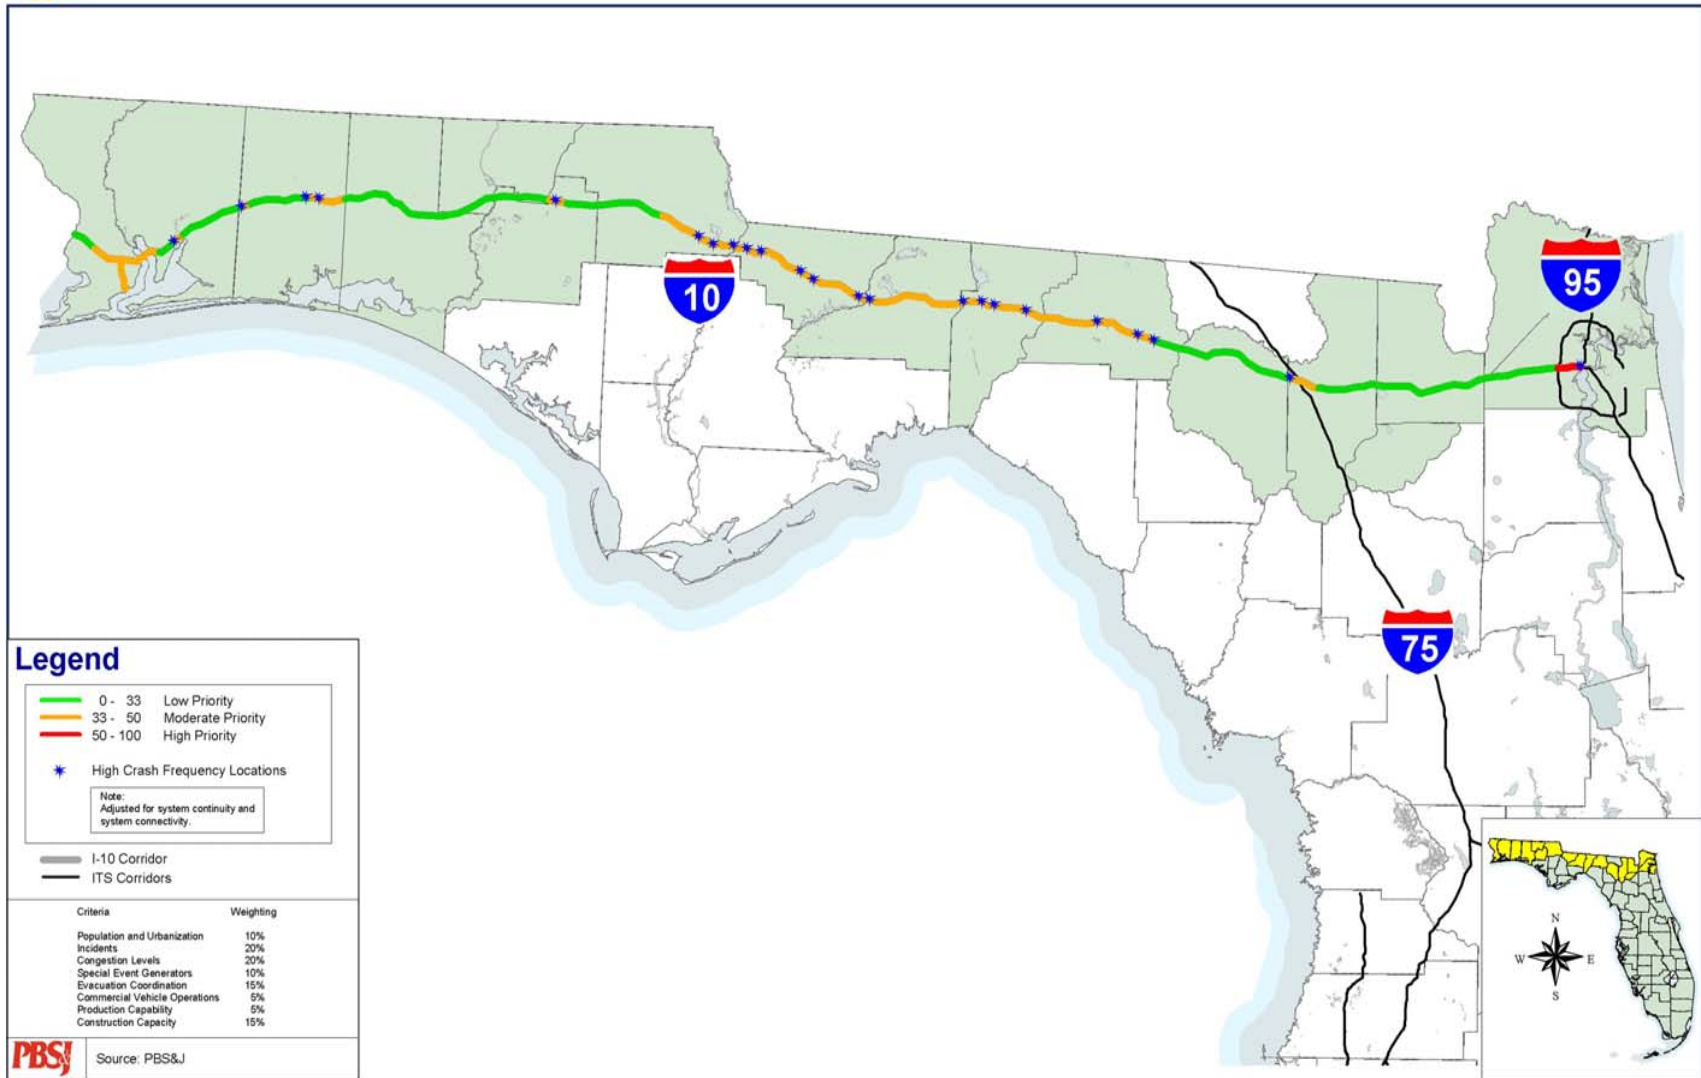 10
95
75
Legend
0 - 33 Low Priority
33 - 50 Moderate Priority
50 - 100 High Priority
High Crash Frequency Locations
Note:
Adjusted for system continuity and
system connectivity.
I-10 Corridor
ITS Corridors
Criteria Weighting
Population and Urbanization 10%
Incidents 20%
Congestion Levels 20%
Special Event Generators 10%
Evacuation Coordination 15%
Commercial Vehicle Operations 5%
Production Capability 5%
Construction Capacity 15%
PBSJ Source: PBS&J
N
W E
S